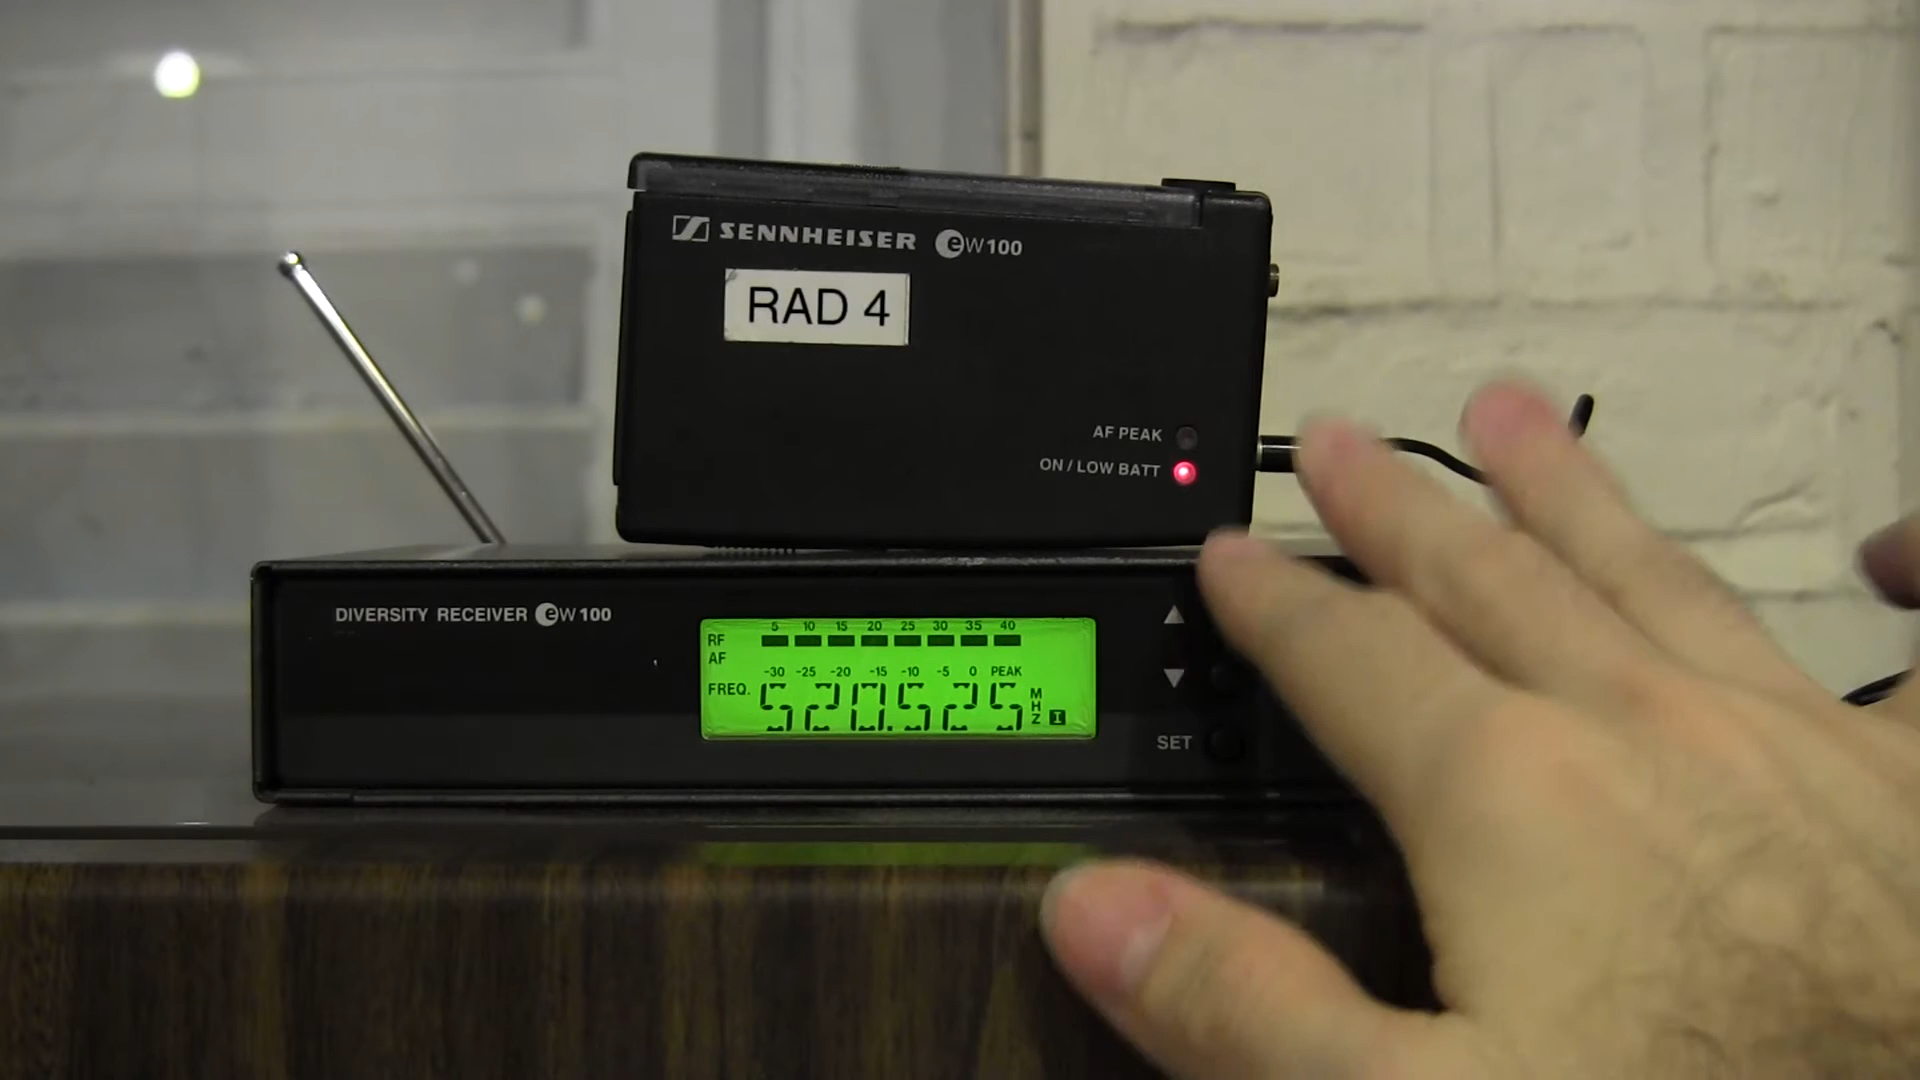 SENNHEISER ew100
RAD 4
AF PEAK
ON / LOW BATT
DIVERSITY RECEIVER ew100
5 10 15 20 25 30 35 40
RF
AF
-30 -25 -20 -15 -10 -5 0 PEAK
FREQ. 520.525 MHZ I
SET